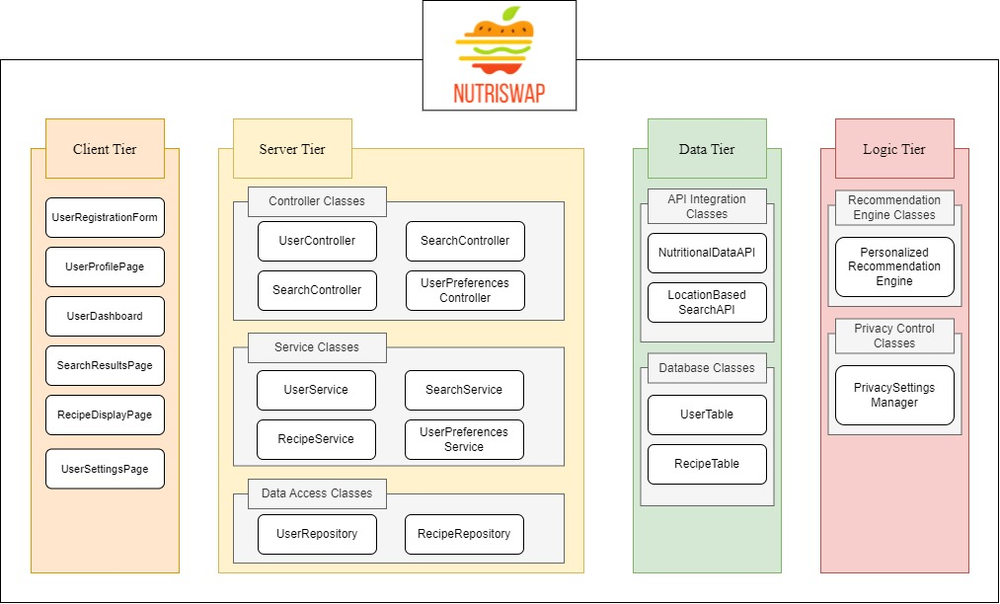 NUTRISWAP
Client Tier
UserRegistrationForm
UserProfilePage
UserDashboard
SearchResultsPage
RecipeDisplayPage
UserSettingsPage
Server Tier
Controller Classes
UserController
SearchController
SearchController
UserPreferences
Controller
Service Classes
UserService
SearchService
RecipeService
UserPreferences
Service
Data Access Classes
UserRepository
RecipeRepository
Data Tier
API Integration
Classes
NutritionalDataAPI
LocationBased
SearchAPI
Database Classes
UserTable
RecipeTable
Logic Tier
Recommendation
Engine Classes
Personalized
Recommendation
Engine
Privacy Control
Classes
PrivacySettings
Manager